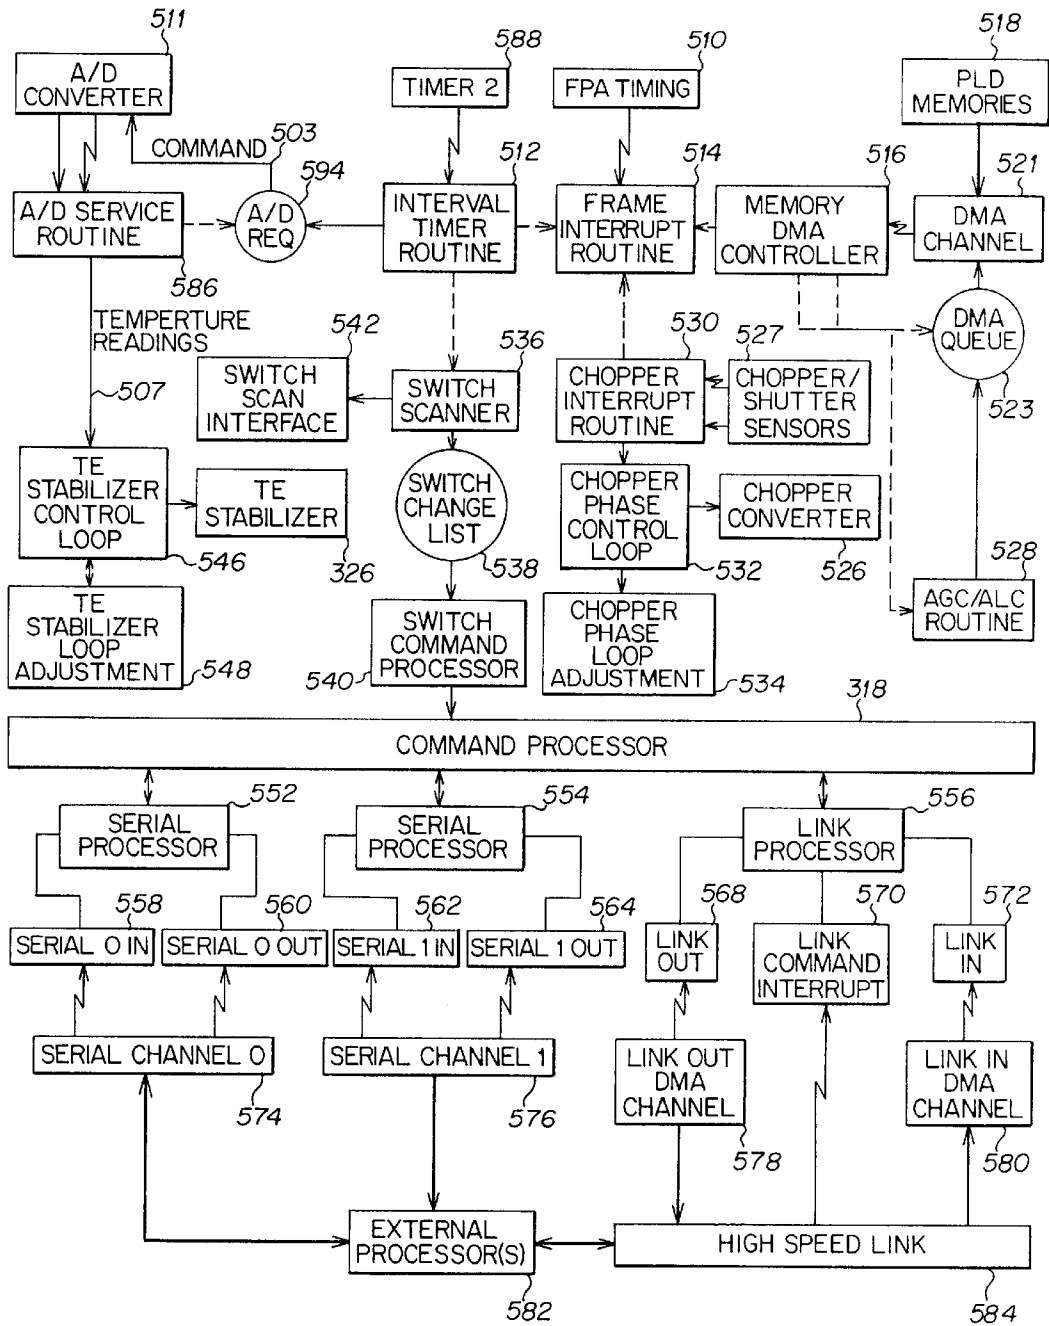 511
588
510
518
A/D
CONVERTER
TIMER 2
FPA TIMING
PLD
MEMORIES
COMMAND
503
594
512
514
516
521
A/D SERVICE
ROUTINE
A/D
REQ
INTERVAL
TIMER
ROUTINE
FRAME
INTERRUPT
ROUTINE
MEMORY
DMA
CONTROLLER
DMA
CHANNEL
586
TEMPERTURE
READINGS
542
536
530
527
DMA
QUEUE
523
507
SWITCH
SCAN
INTERFACE
SWITCH
SCANNER
CHOPPER
INTERRUPT
ROUTINE
CHOPPER/
SHUTTER
SENSORS
TE
STABILIZER
CONTROL
LOOP
TE
STABILIZER
SWITCH
CHANGE
LIST
CHOPPER
PHASE
CONTROL
LOOP
CHOPPER
CONVERTER
546
326
538
532
526
528
TE
STABILIZER
LOOP
ADJUSTMENT
548
SWITCH
COMMAND
PROCESSOR
540
CHOPPER
PHASE
LOOP
ADJUSTMENT
534
AGC/ALC
ROUTINE
318
COMMAND PROCESSOR
552
554
556
SERIAL
PROCESSOR
SERIAL
PROCESSOR
LINK
PROCESSOR
558
560
562
564
568
570
572
SERIAL 0 IN
SERIAL 0 OUT
SERIAL 1 IN
SERIAL 1 OUT
LINK
OUT
LINK
COMMAND
INTERRUPT
LINK
IN
SERIAL CHANNEL 0
SERIAL CHANNEL 1
LINK OUT
DMA
CHANNEL
LINK IN
DMA
CHANNEL
574
576
578
580
EXTERNAL
PROCESSOR(S)
HIGH SPEED LINK
582
584